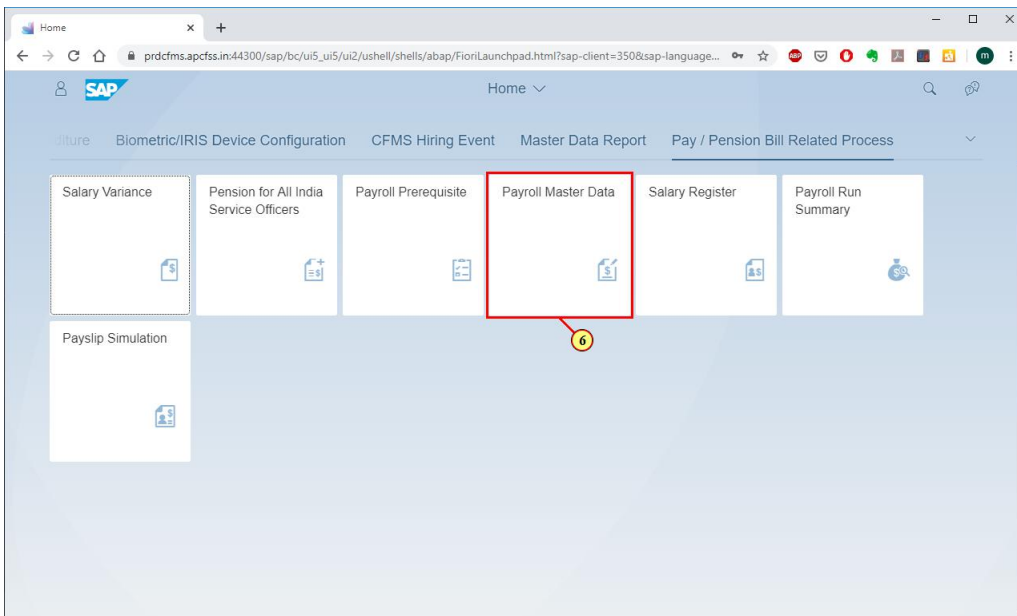 Home
prdcfms.apcfss.in:44300/sap/bc/ui5_ui5/ui2/ushell/shells/abap/FioriLaunchpad.html?sap-client=350&sap-language...
ABP
m
SAP
Home
diture Biometric/IRIS Device Configuration CFMS Hiring Event Master Data Report Pay / Pension Bill Related Process
Salary Variance
Pension for All India
Service Officers
Payroll Prerequisite
Payroll Master Data
Salary Register
Payroll Run
Summary
6
Payslip Simulation